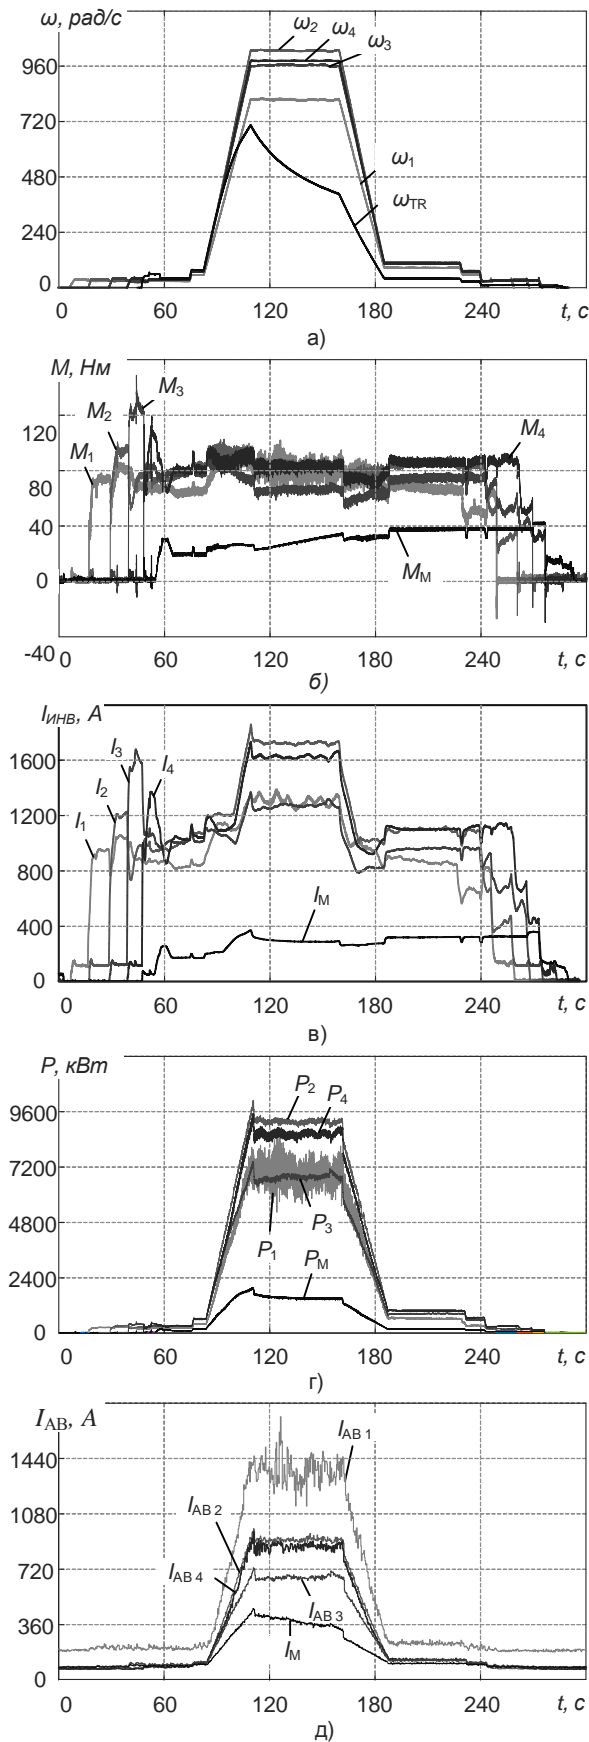 ω, рад/с
ω2 ω4 ω3
960
720
480
ω1
ωTR
240
0
0 60 120 180 240 t, с
а)
M, Нм
M3
M2
120
M1
M4
80
40
MМ
0
-40
0 60 120 180 240 t, с
б)
IИНВ, А
1600
I3
I4
1200
I2
I1
800
IМ
400
0
0 60 120 180 240 t, с
в)
P, кВт
P2 P4
9600
7200
4800
P1 P3
PМ
2400
0
0 60 120 180 240 t, с
г)
IАВ, А
IАВ 1
1440
1080
IАВ 2
720
IАВ 4
IАВ 3
360
IМ
0
0 60 120 180 240 t, с
д)